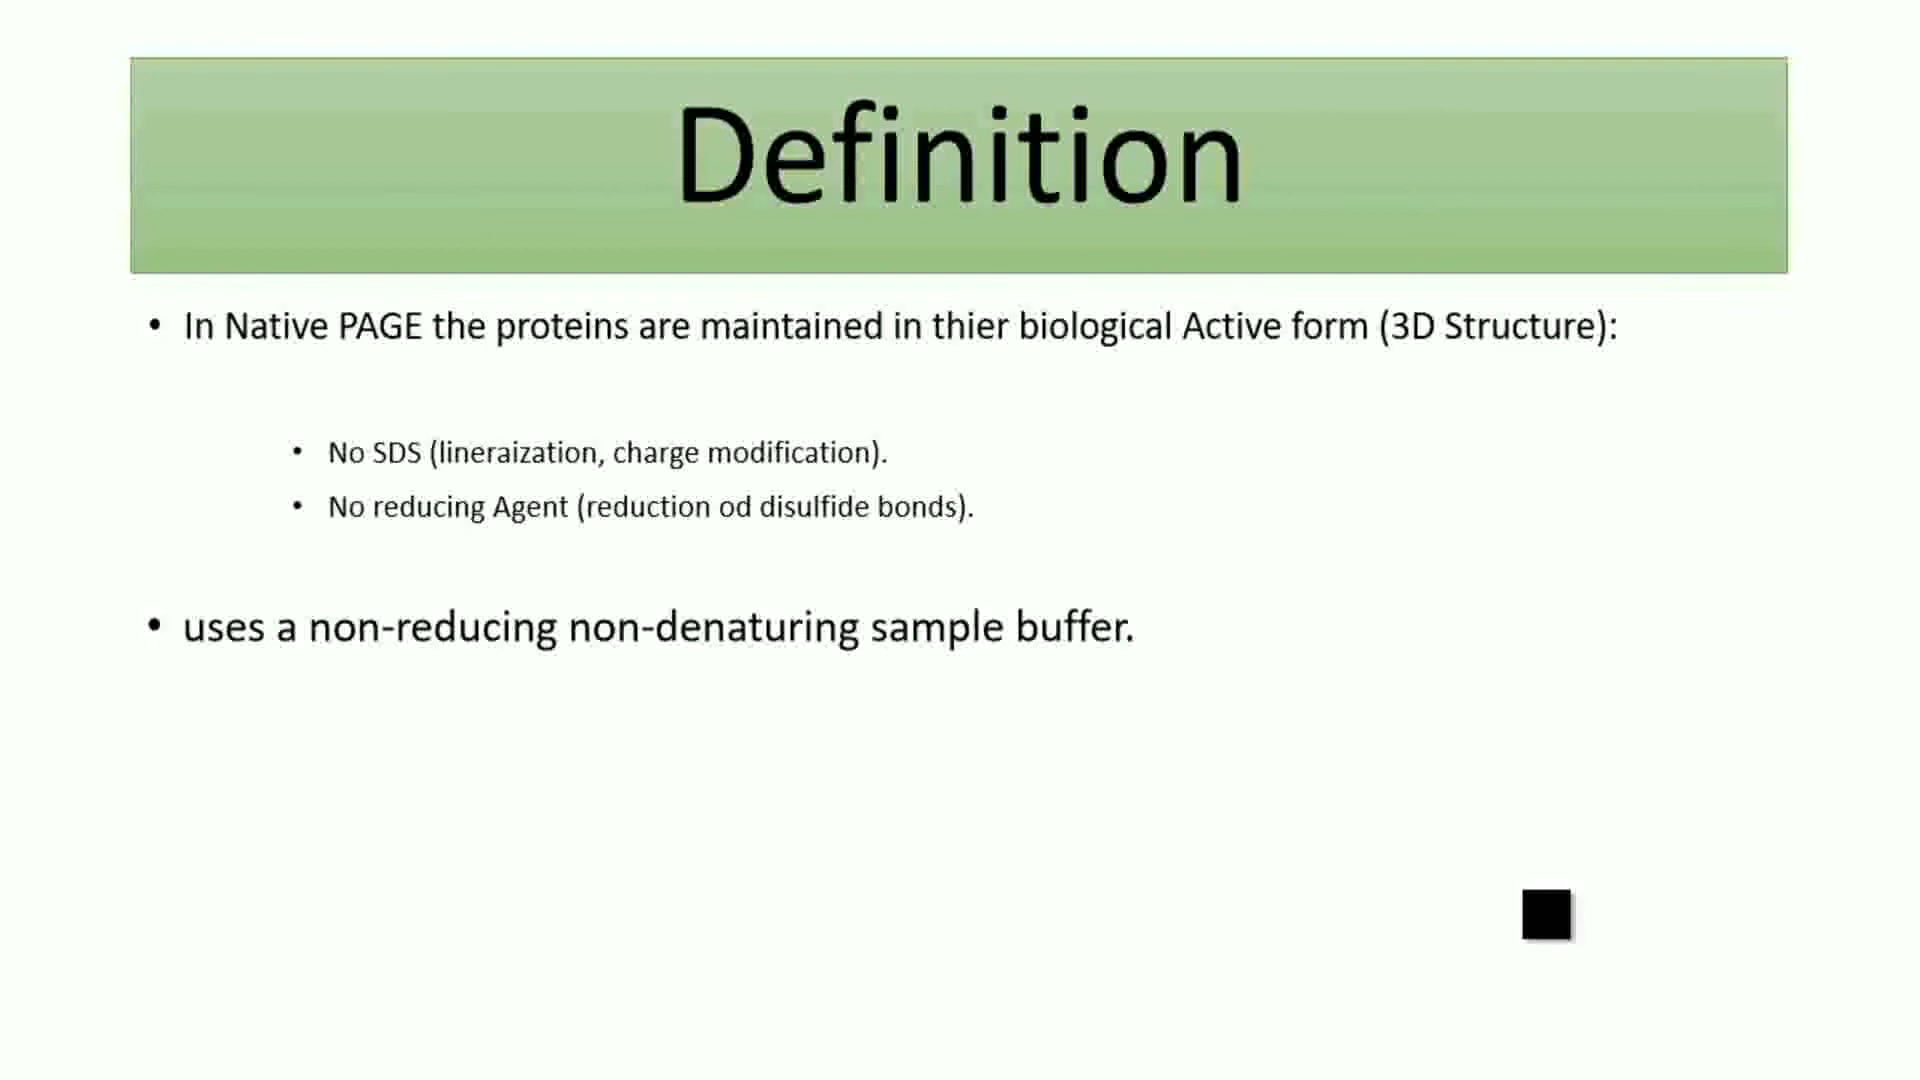 Definition
• In Native PAGE the proteins are maintained in thier biological Active form (3D Structure):
• No SDS (lineraization, charge modification).
• No reducing Agent (reduction od disulfide bonds).
• uses a non-reducing non-denaturing sample buffer.